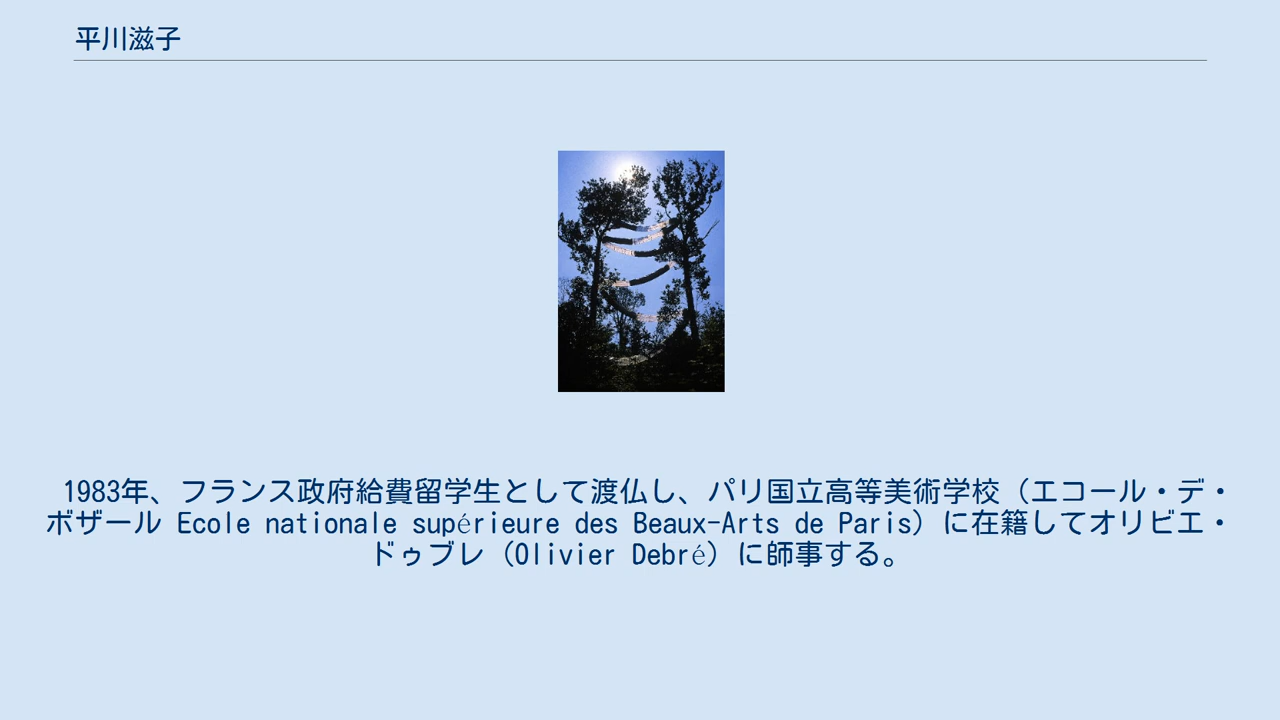 平川滋子
1983年、フランス政府給費留学生として渡仏し、パリ国立高等美術学校（エコール・デ・
ボザール Ecole nationale supérieure des Beaux-Arts de Paris）に在籍してオリビエ・
ドゥブレ（Olivier Debré）に師事する。